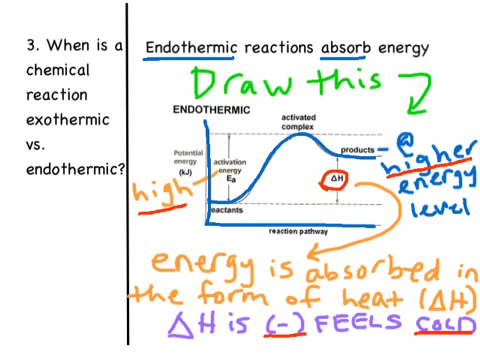 3. When is a
chemical
reaction
exothermic
vs.
endothermic?
Endothermic reactions absorb energy
Draw this
ENDOTHERMIC
activated
complex
products
@
higher
energy
level
Potential
energy
(kJ)
activation
energy
Ea
ΔH
high
reactants
reaction pathway
energy is absorbed in
the form of heat (ΔH)
ΔH is (-) FEELS COLD